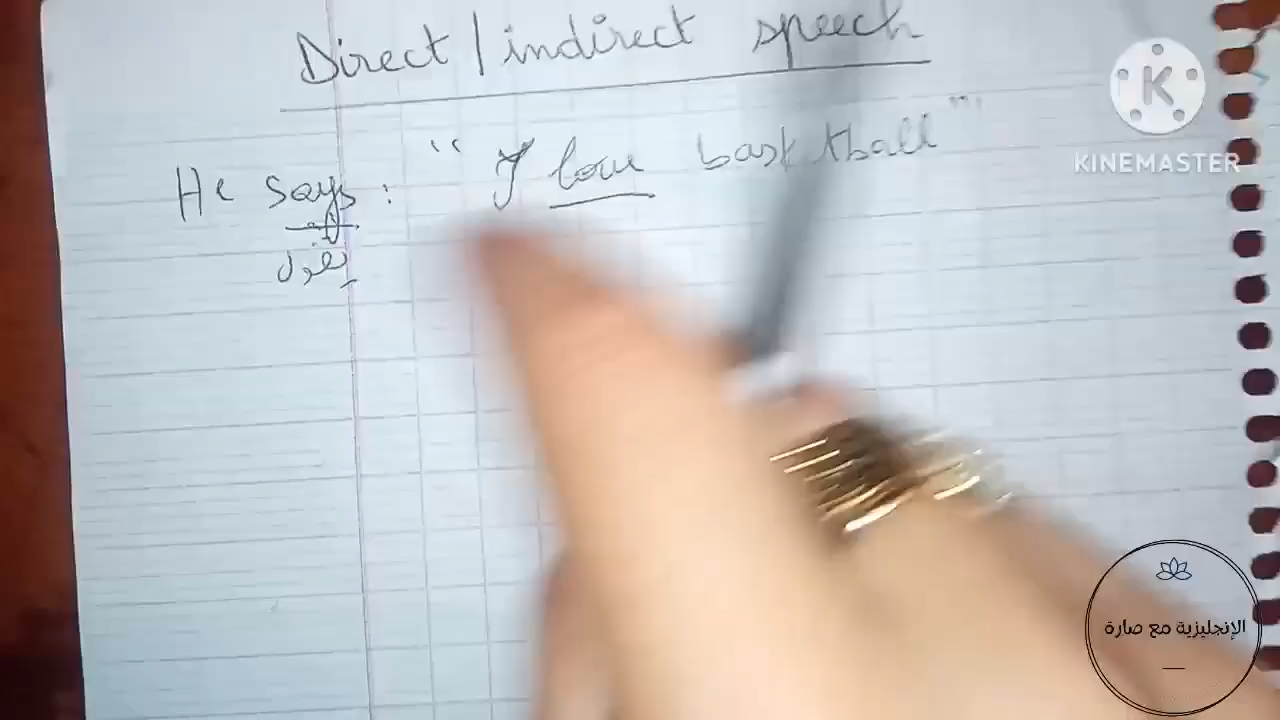 Direct / indirect speech
He says : " I love basketball "
يقول
KINEMASTER
الإنجليزية مع صارة